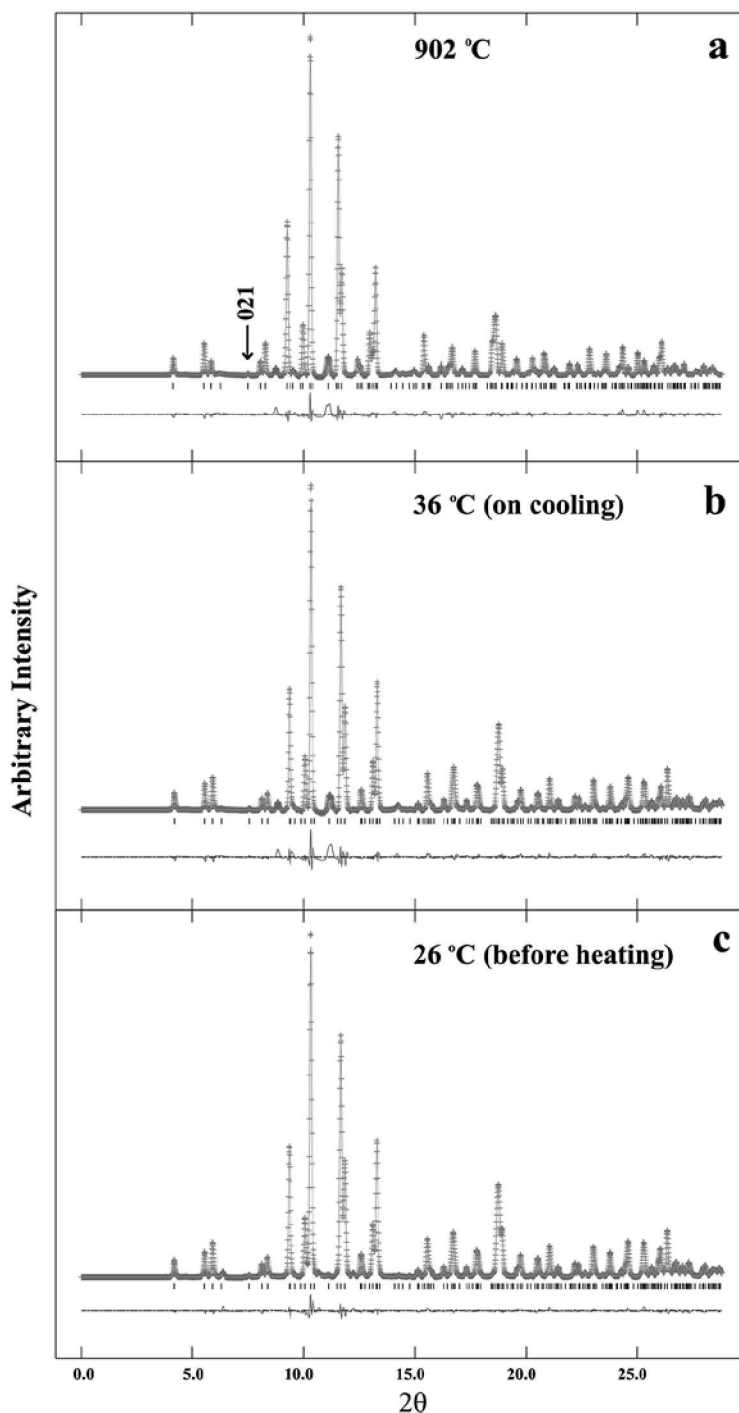 902 °C
a
021
36 °C (on cooling)
b
Arbitrary Intensity
26 °C (before heating)
c
0.0 5.0 10.0 15.0 20.0 25.0
2θ